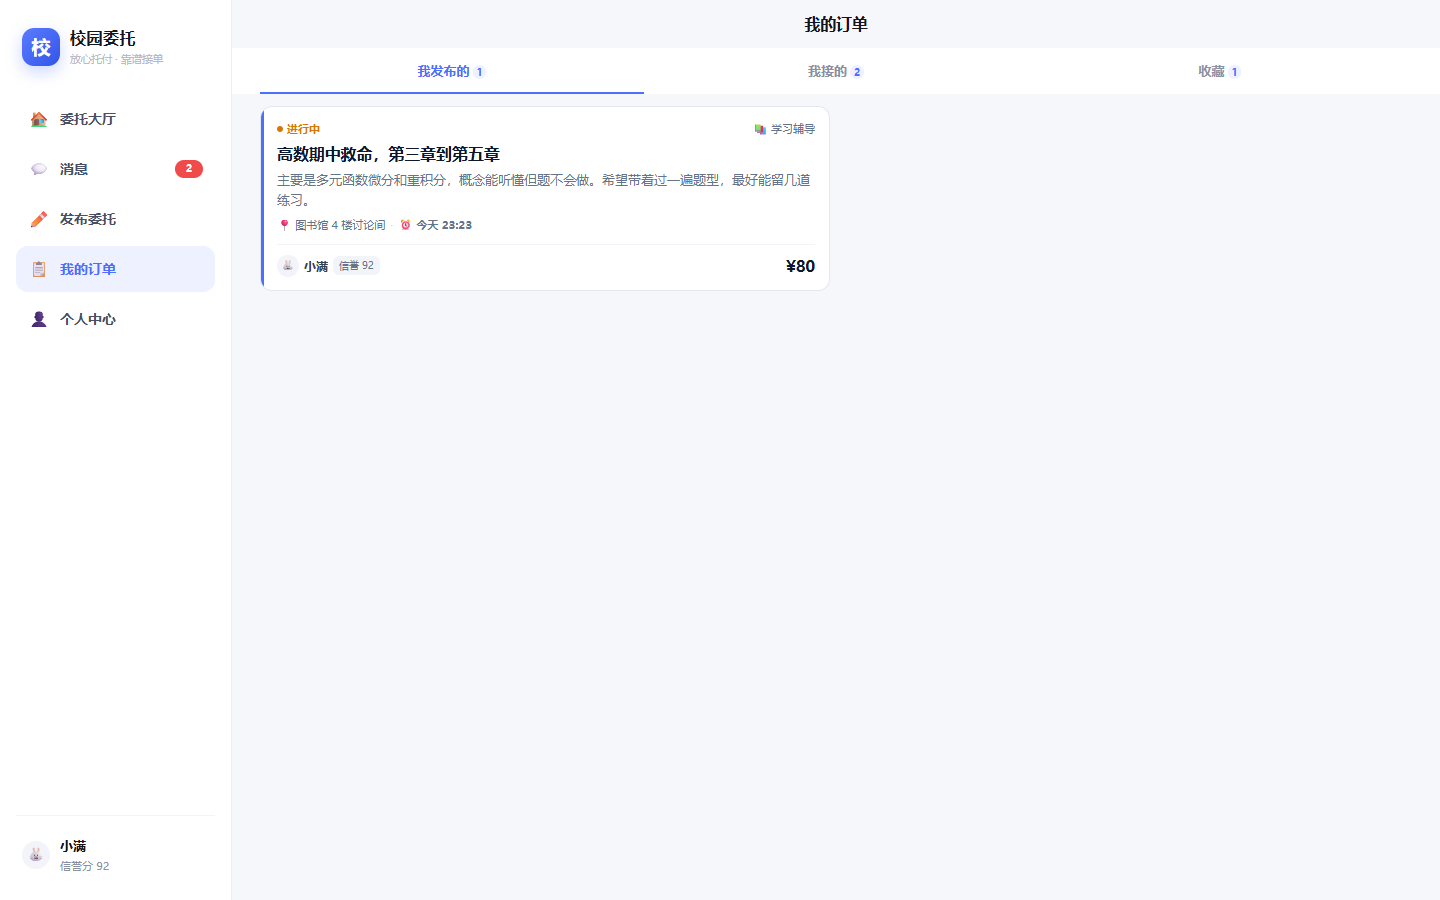 校
校园委托
放心托付 · 靠谱接单
委托大厅
消息
2
发布委托
我的订单
个人中心
小满
信誉分 92
我的订单
我发布的 1
我接的 2
收藏 1
进行中
学习辅导
高数期中救命，第三章到第五章
主要是多元函数微分和重积分，概念能听懂但题不会做。希望带着过一遍题型，最好能留几道
练习。
图书馆 4 楼讨论间
今天 23:23
小满
信誉 92
¥80